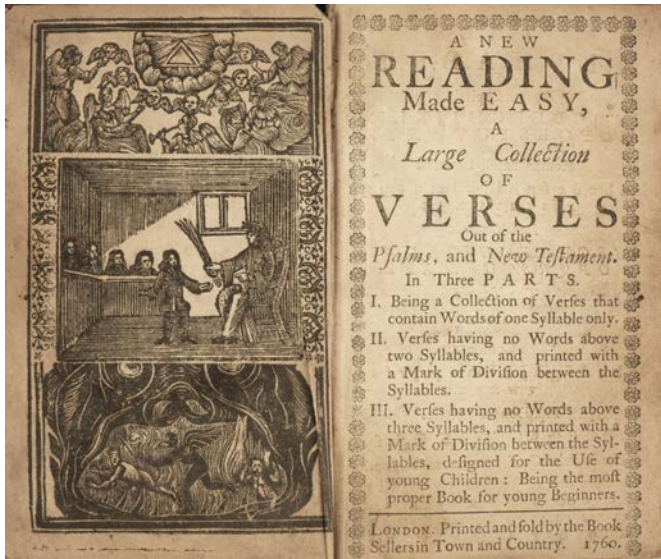 A NEW
READING
Made EASY,
A
Large Collection
OF
VERSES
Out of the
Pſalms, and New Teſtament.
In Three PARTS.
I. Being a Collection of Verſes that
contain Words of one Syllable only.
II. Verſes having no Words above
two Syllables, and printed with
a Mark of Diviſion between the
Syllables.
III. Verſes having no Words above
three Syllables, and printed with a
Mark of Diviſion between the Syl-
lables, deſigned for the Uſe of
young Children: Being the moſt
proper Book for young Beginners.
LONDON. Printed and ſold by the Book
Sellers in Town and Country. 1760.